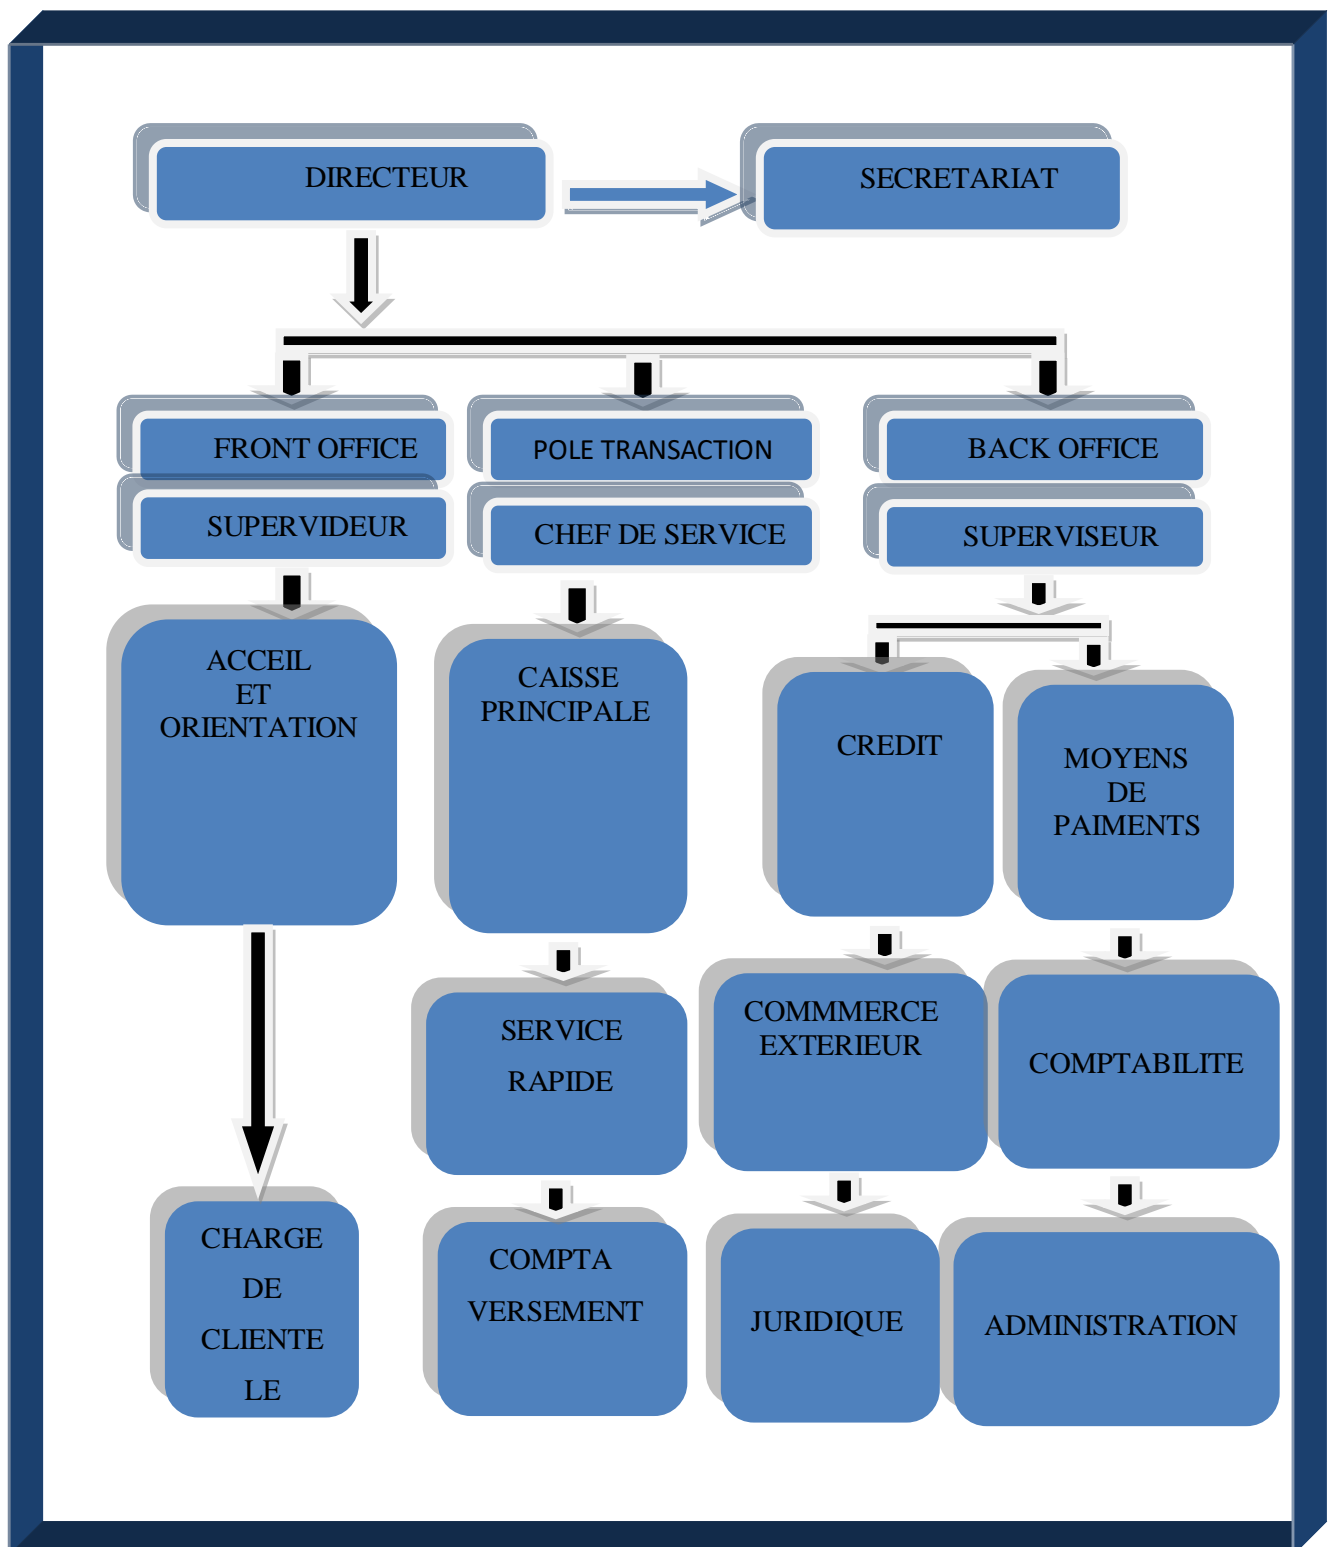 DIRECTEUR
SECRETARIAT
FRONT OFFICE
POLE TRANSACTION
BACK OFFICE
SUPERVIDEUR
CHEF DE SERVICE
SUPERVISEUR
ACCEIL
ET
ORIENTATION
CAISSE
PRINCIPALE
CREDIT
MOYENS
DE
PAIMENTS
SERVICE
RAPIDE
COMMMERCE
EXTERIEUR
COMPTABILITE
CHARGE
DE
CLIENTE
LE
COMPTA
VERSEMENT
JURIDIQUE
ADMINISTRATION